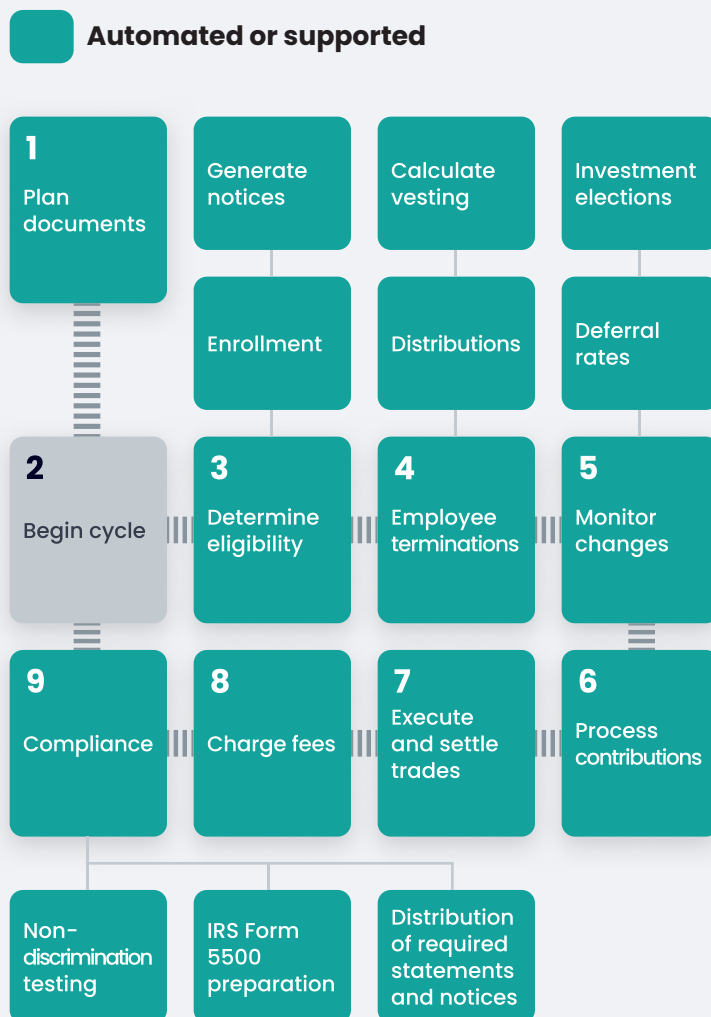 Automated or supported
1
Plan
documents
Generate
notices
Calculate
vesting
Investment
elections
Enrollment
Distributions
Deferral
rates
2
Begin cycle
3
Determine
eligibility
4
Employee
terminations
5
Monitor
changes
9
Compliance
8
Charge fees
7
Execute
and settle
trades
6
Process
contributions
Non-
discrimination
testing
IRS Form
5500
preparation
Distribution
of required
statements
and notices